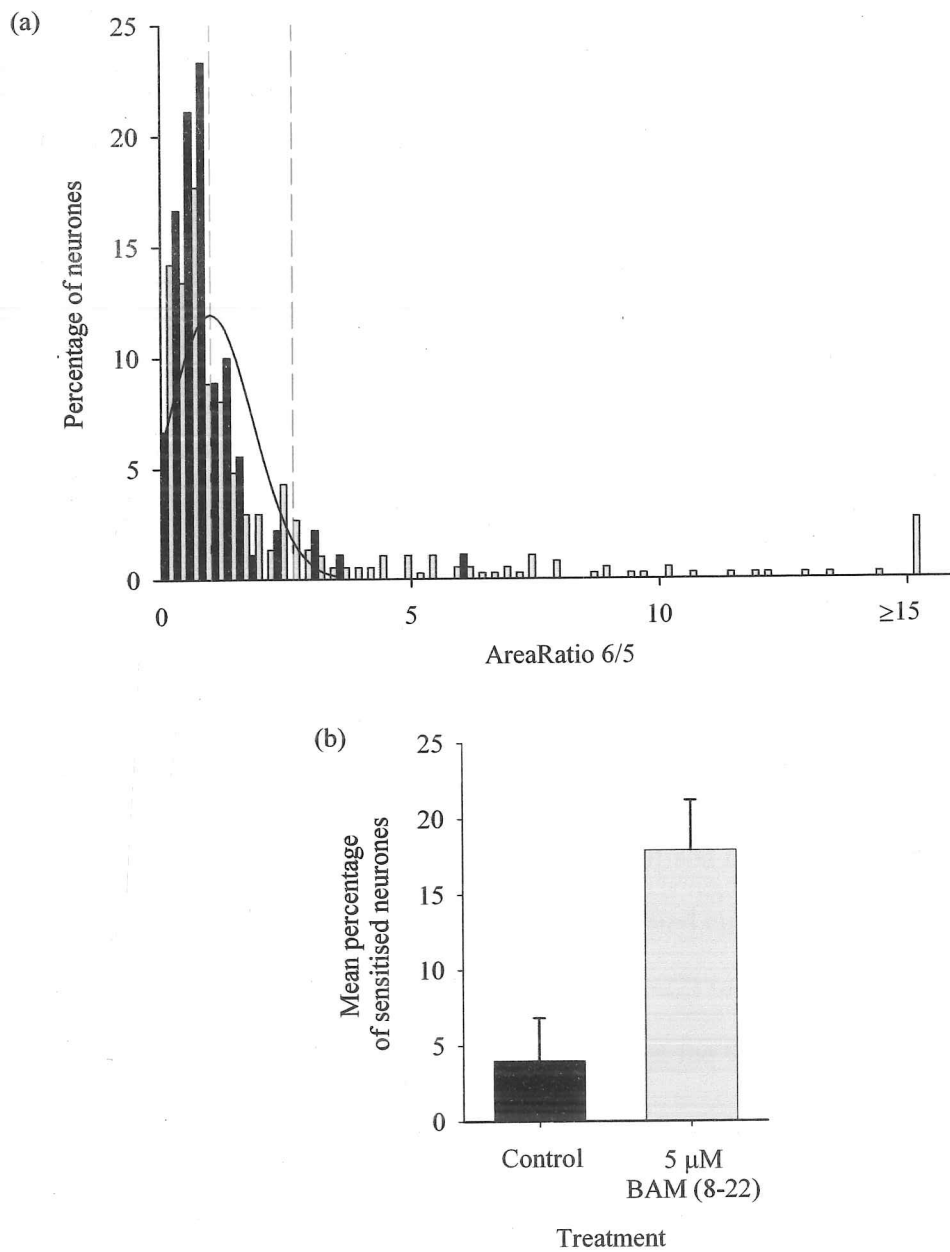 (a)
25
20
15
10
5
0
Percentage of neurones
0
5
10
≥15
AreaRatio 6/5
(b)
25
20
15
10
5
0
Mean percentage
of sensitised neurones
Control
5 μM
BAM (8-22)
Treatment